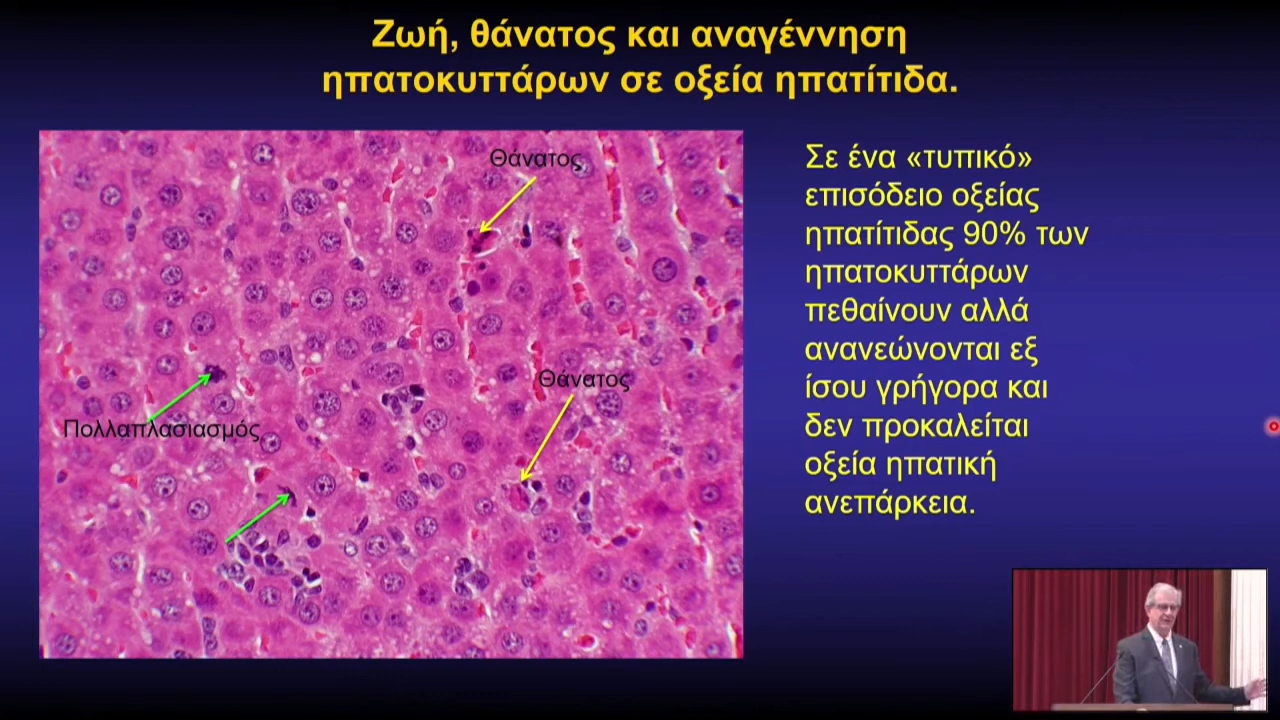 Ζωή, θάνατος και αναγέννηση
ηπατοκυττάρων σε οξεία ηπατίτιδα.
Θάνατος
Θάνατος
Πολλαπλασιασμός
Σε ένα «τυπικό»
επισόδειο οξείας
ηπατίτιδας 90% των
ηπατοκυττάρων
πεθαίνουν αλλά
ανανεώνονται εξ
ίσου γρήγορα και
δεν προκαλείται
οξεία ηπατική
ανεπάρκεια.